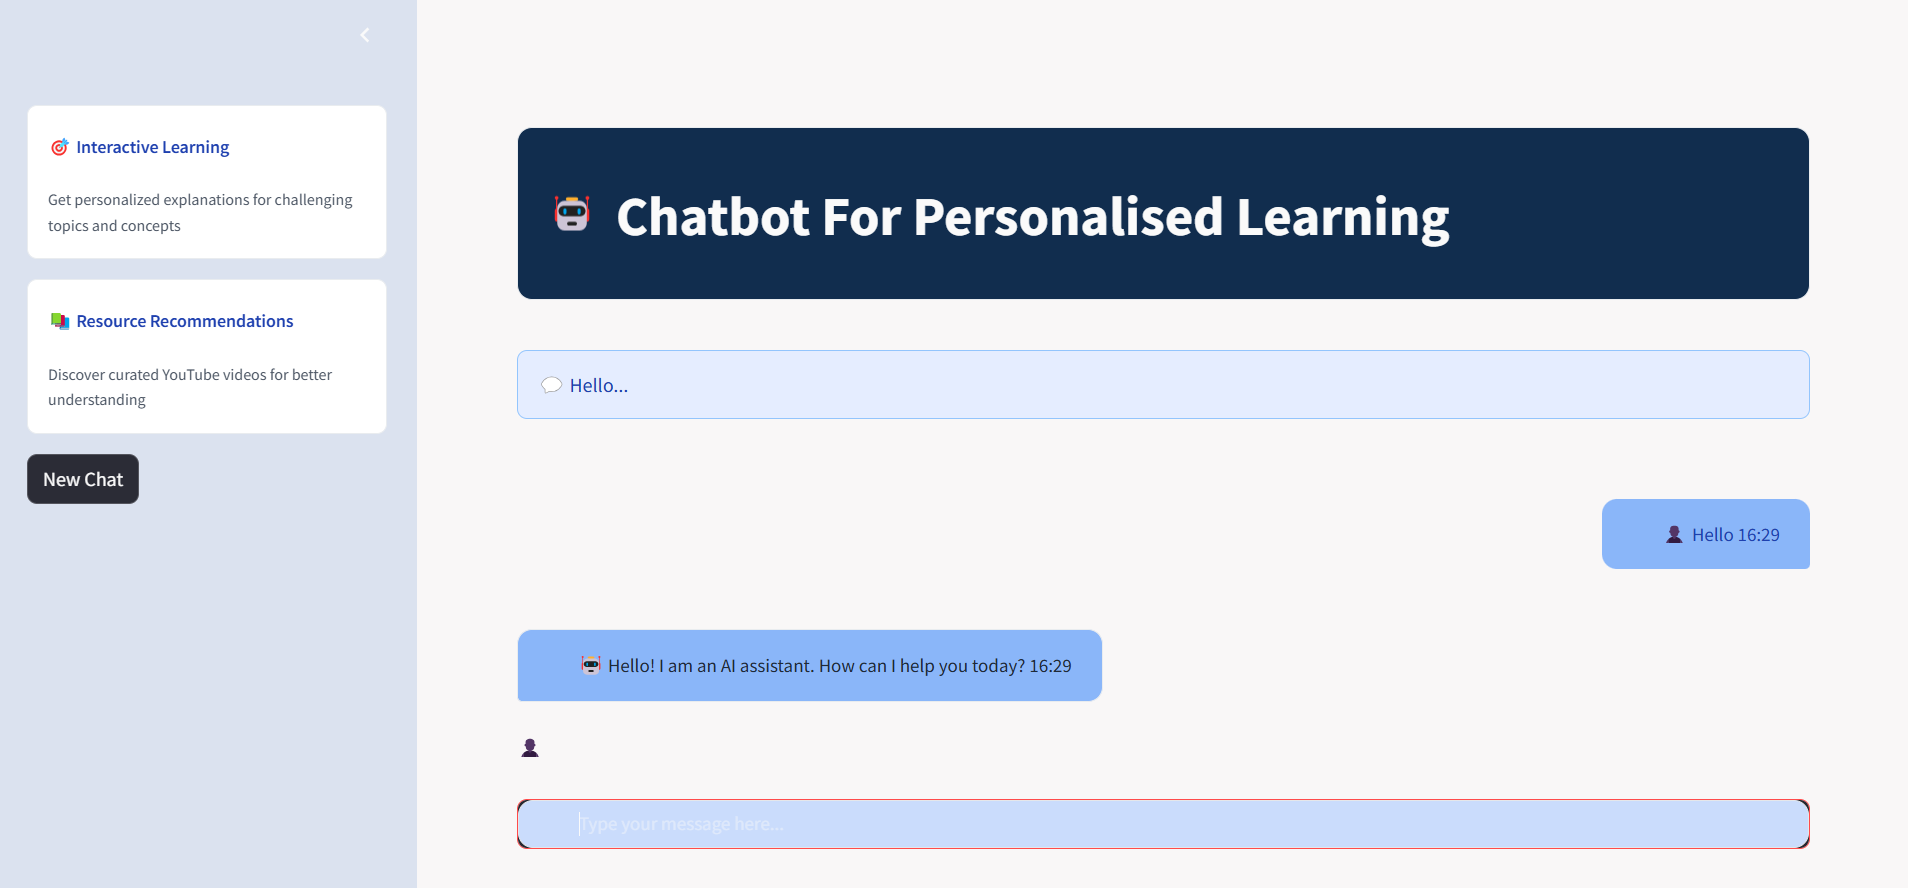 Interactive Learning
Get personalized explanations for challenging
topics and concepts
Resource Recommendations
Discover curated YouTube videos for better
understanding
New Chat
Chatbot For Personalised Learning
Hello...
Hello 16:29
Hello! I am an AI assistant. How can I help you today? 16:29
Type your message here...